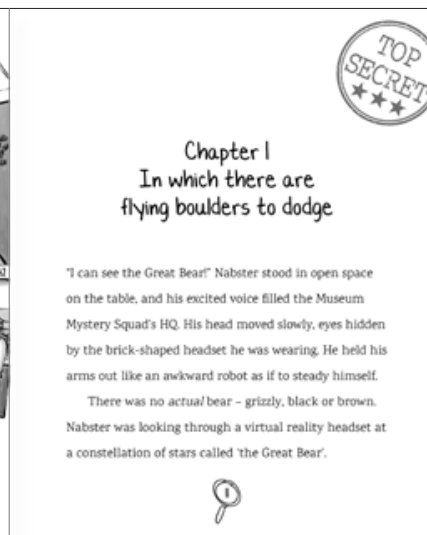 TOP
SECRET
Chapter 1
In which there are
flying boulders to dodge
"I can see the Great Bear!" Nabster stood in open space
on the table, and his excited voice filled the Museum
Mystery Squad's HQ. His head moved slowly, eyes hidden
by the brick-shaped headset he was wearing. He held his
arms out like an awkward robot as if to steady himself.
There was no actual bear – grizzly, black or brown.
Nabster was looking through a virtual reality headset at
a constellation of stars called 'the Great Bear'.
1